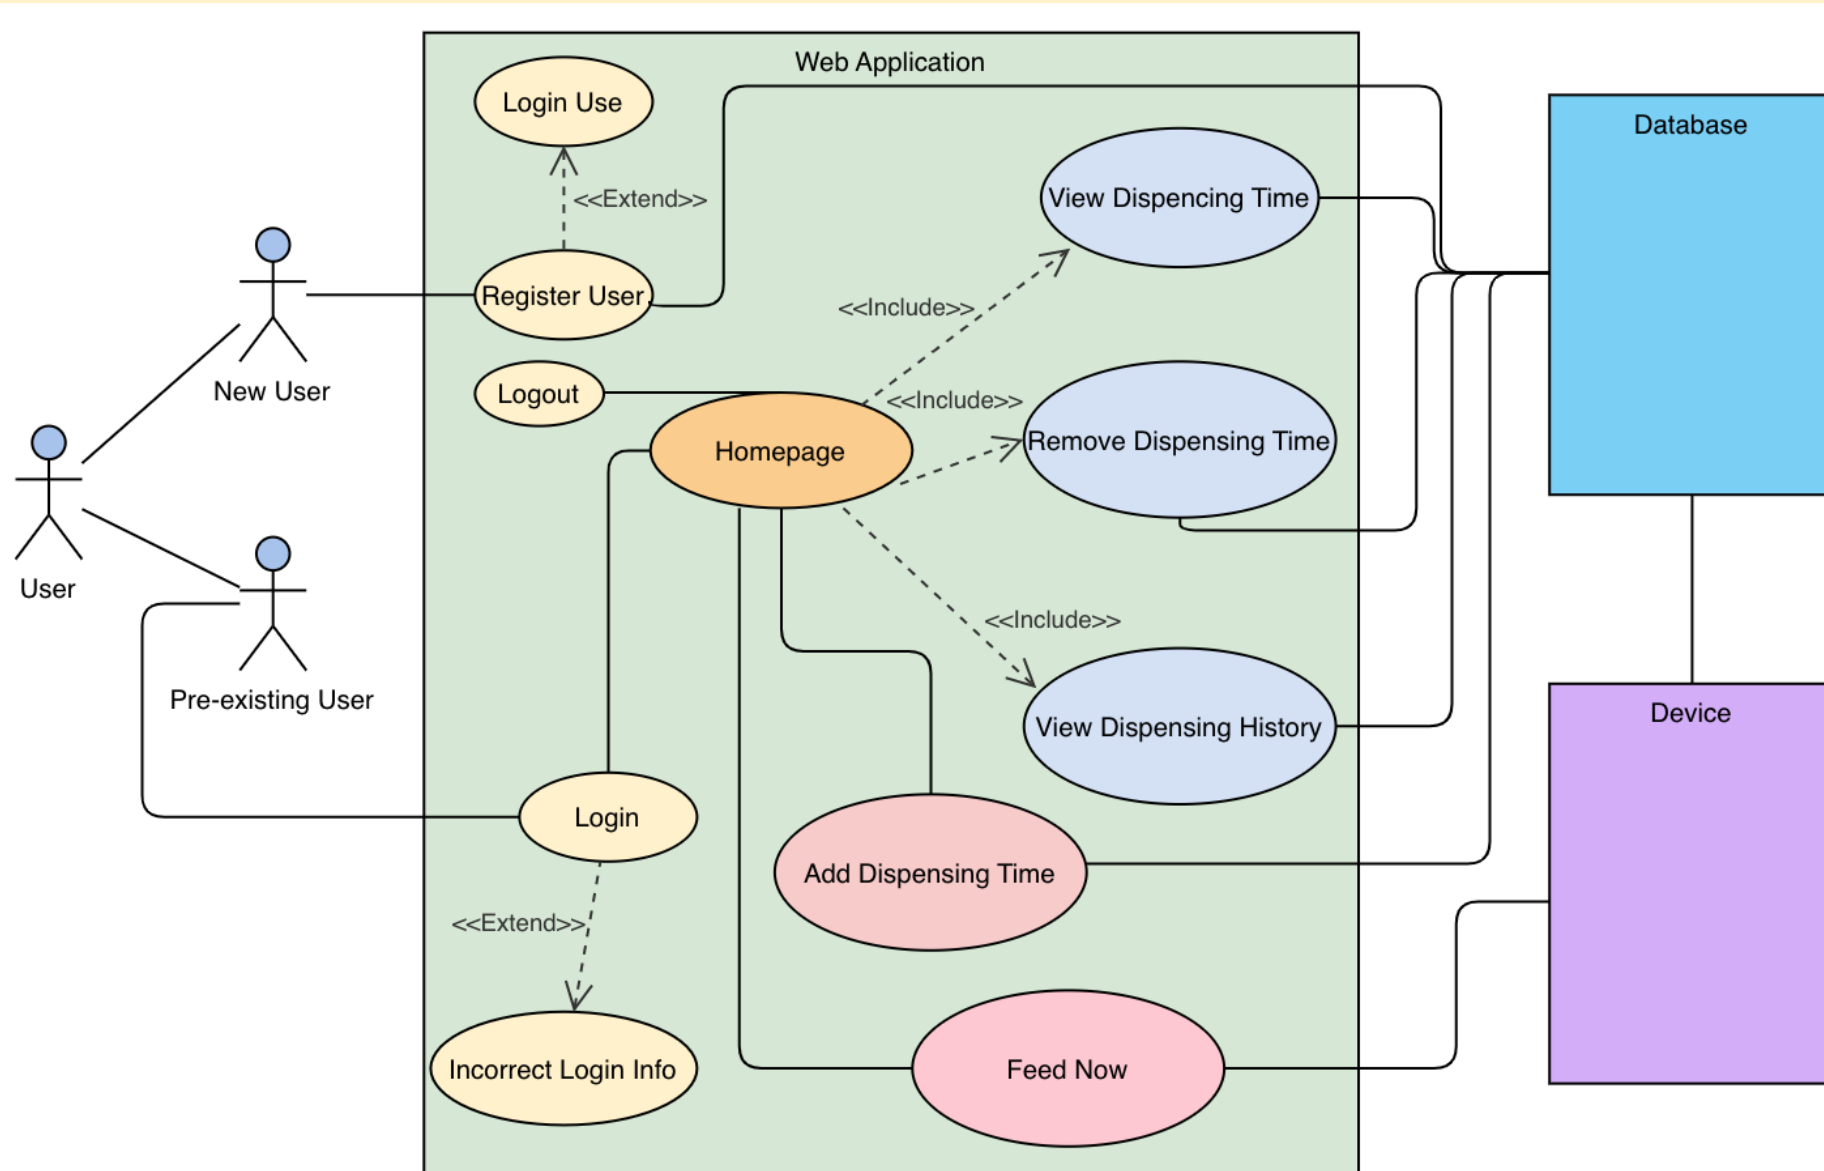 Web Application
Login Use
Database
<<Extend>>
View Dispencing Time
Register User
<<Include>>
New User
Logout
<<Include>>
Homepage
Remove Dispensing Time
User
<<Include>>
Pre-existing User
Device
View Dispensing History
Login
Add Dispensing Time
<<Extend>>
Incorrect Login Info
Feed Now